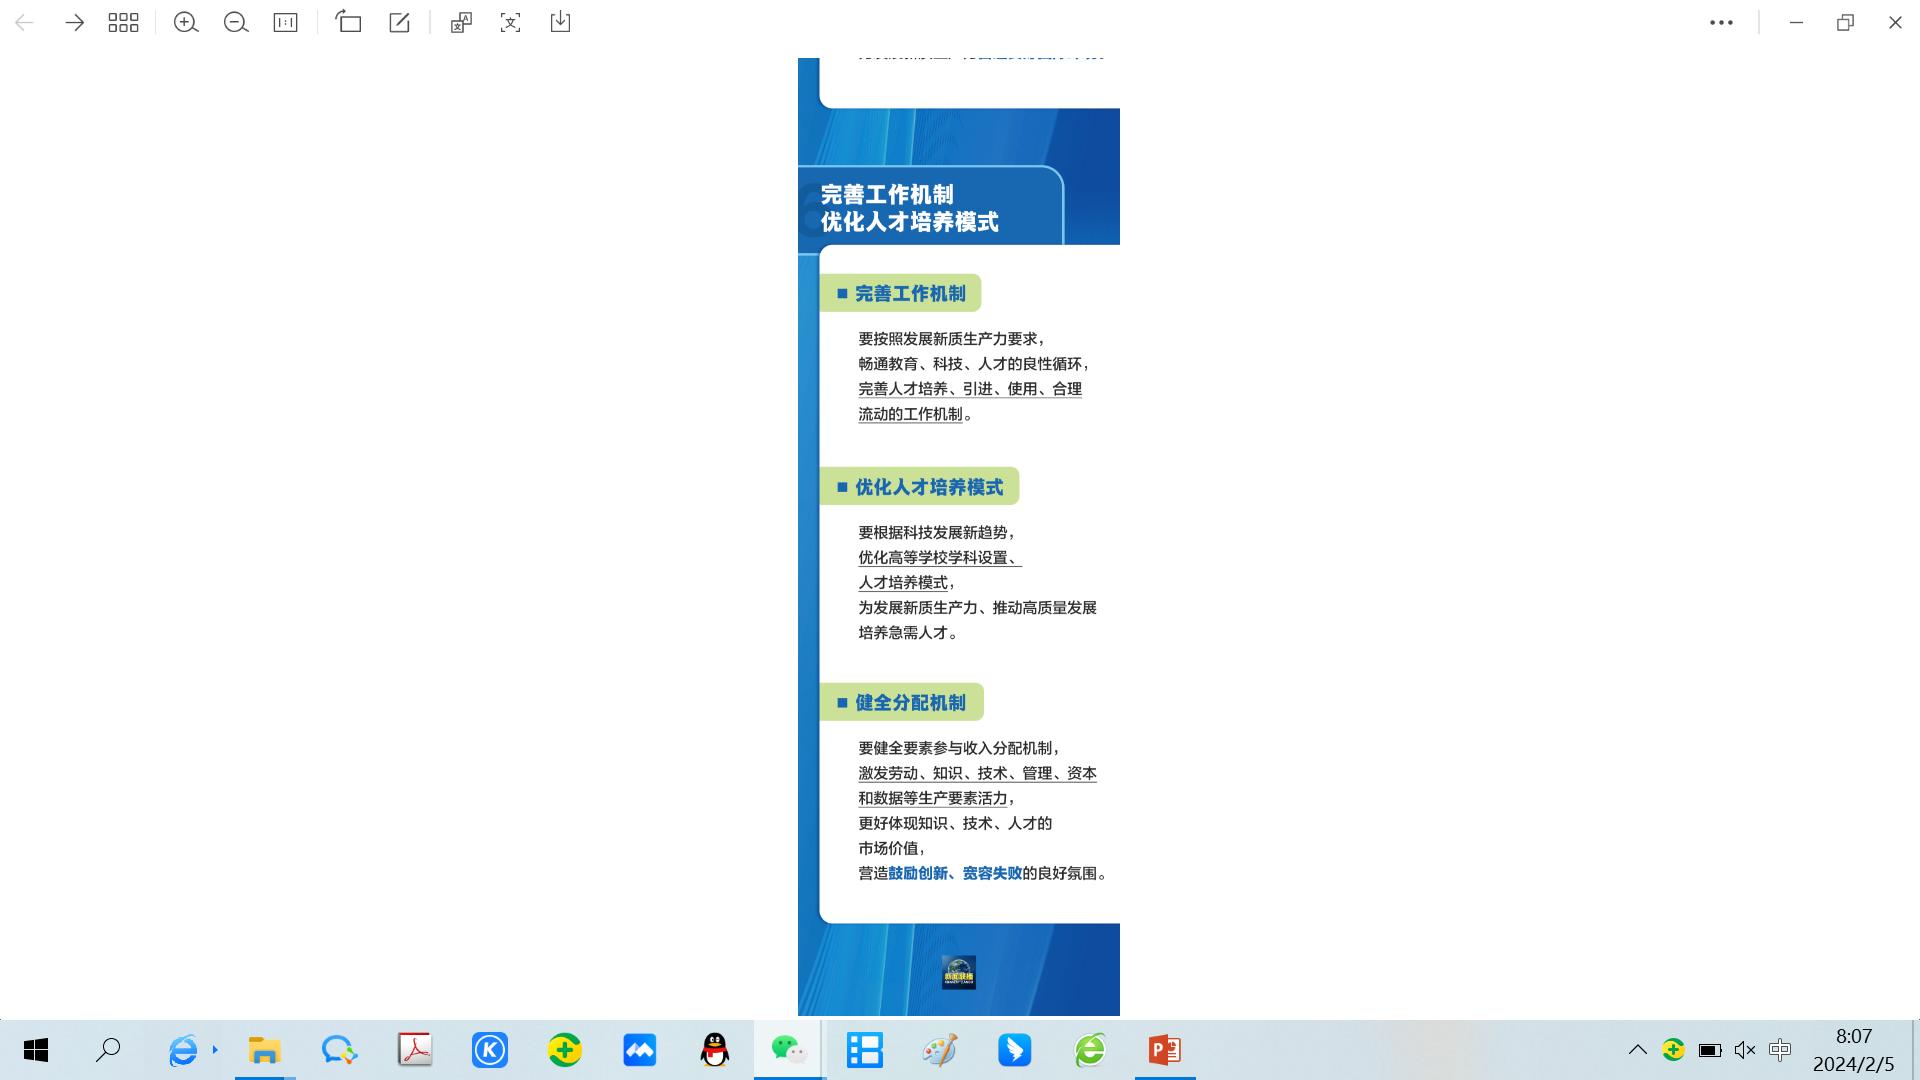 完善工作机制
优化人才培养模式
■ 完善工作机制
要按照发展新质生产力要求，
畅通教育、科技、人才的良性循环，
完善人才培养、引进、使用、合理
流动的工作机制。
■ 优化人才培养模式
要根据科技发展新趋势，
优化高等学校学科设置、
人才培养模式，
为发展新质生产力、推动高质量发展
培养急需人才。
■ 健全分配机制
要健全要素参与收入分配机制，
激发劳动、知识、技术、管理、资本
和数据等生产要素活力，
更好体现知识、技术、人才的
市场价值，
营造鼓励创新、宽容失败的良好氛围。
新闻联播
中
8:07
2024/2/5